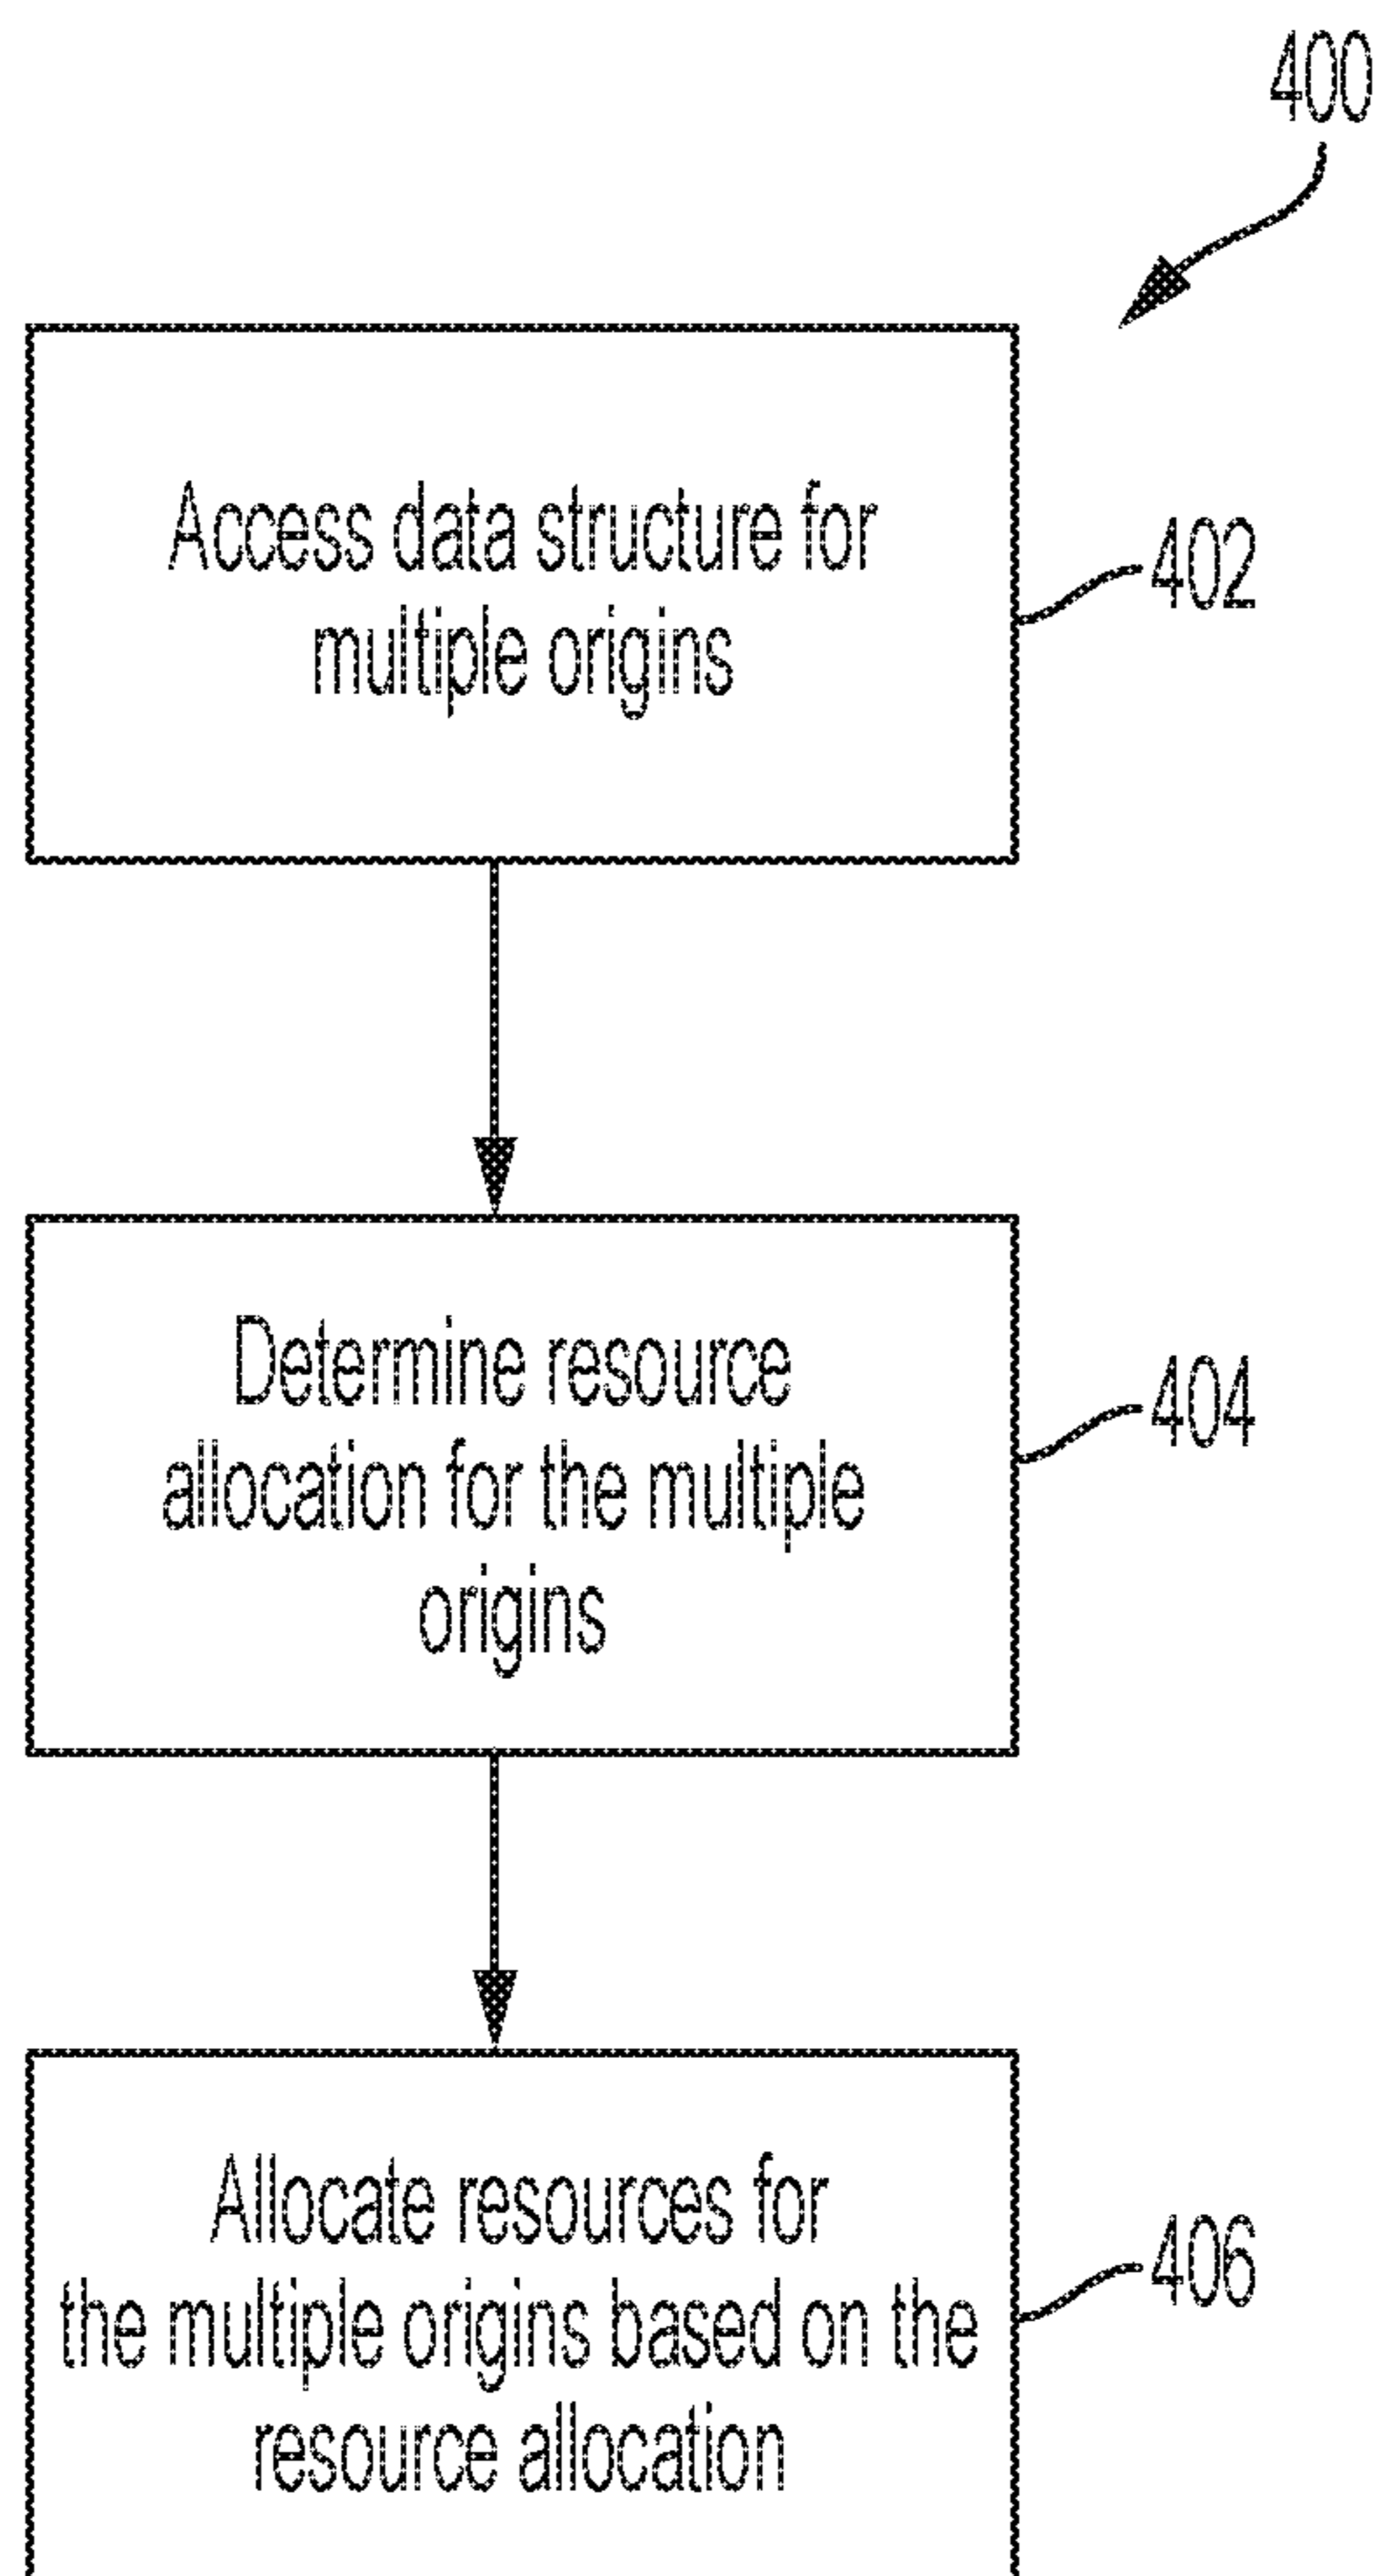 400
Access data structure for
multiple origins
402
Determine resource
allocation for the multiple
origins
404
Allocate resources for
the multiple origins based on the
resource allocation
406